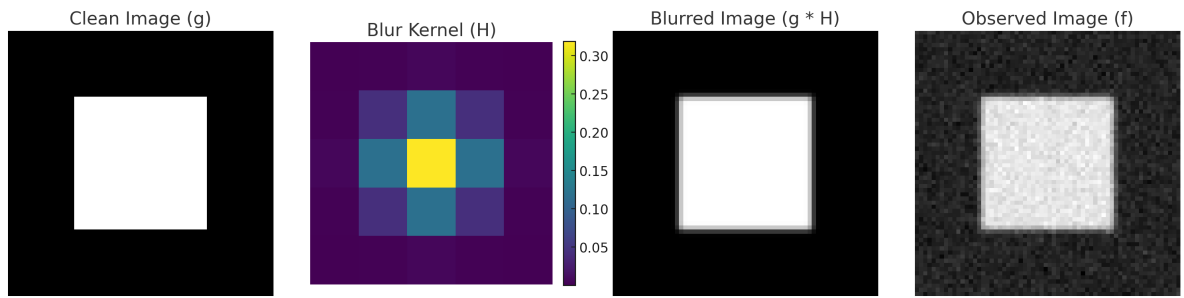 Clean Image (g)
Blur Kernel (H)
0.30
0.25
0.20
0.15
0.10
0.05
Blurred Image (g * H)
Observed Image (f)